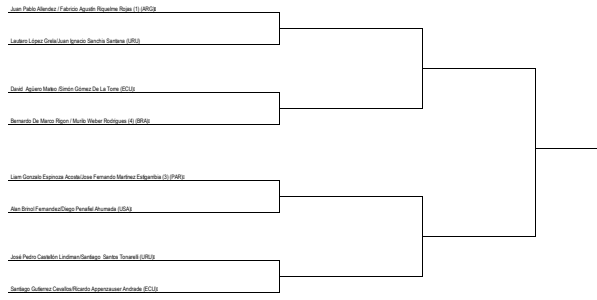 Juan Pablo Allendez / Fabricio Agustín Riquelme Rojas (1) (ARG)
Lautaro López Grela/Juan Ignacio Sanchis Santana (URU)
David Agüero Mateo /Simón Gómez De La Torre (ECU)
Bernardo De Marco Rigon / Murilo Weber Rodrigues (4) (BRA)
Liam Gonzalo Espinoza Acosta/Jose Fernando Martinez Estigarribia (3) (PAR)
Alan Brinol Fernandez/Diego Penafiel Ahumada (USA)
José Pedro Castellón Lindiman/Santiago Santos Tonarelli (URU)
Santiago Gutierrez Cevallos/Ricardo Appenzauser Andrade (ECU)